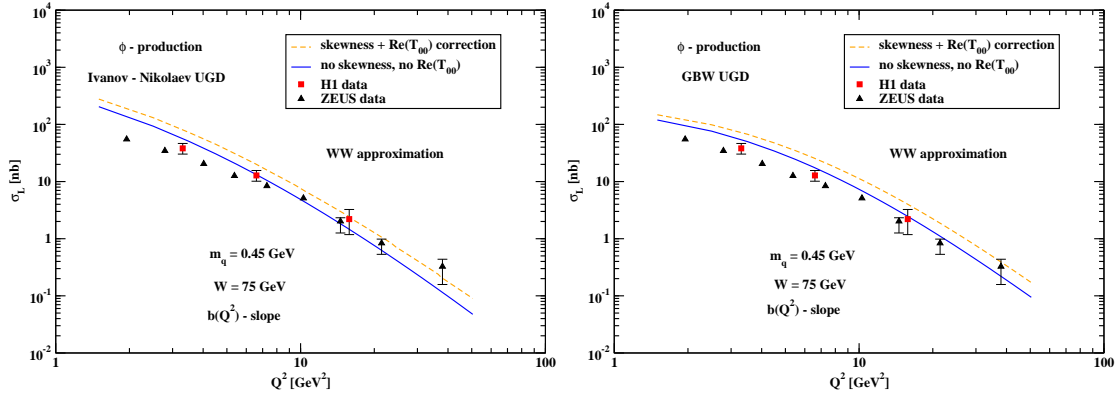 10^4
10^3
10^2
10
1
10^-1
10^-2
σ_L [nb]
ϕ - production
Ivanov - Nikolaev UGD
skewness + Re(T_00) correction
no skewness, no Re(T_00)
H1 data
ZEUS data
WW approximation
m_q = 0.45 GeV
W = 75 GeV
b(Q^2) - slope
1 10 100
Q^2 [GeV^2]
10^4
10^3
10^2
10
1
10^-1
10^-2
σ_L [nb]
ϕ - production
GBW UGD
skewness + Re(T_00) correction
no skewness, no Re(T_00)
H1 data
ZEUS data
WW approximation
m_q = 0.45 GeV
W = 75 GeV
b(Q^2) - slope
1 10 100
Q^2 [GeV^2]